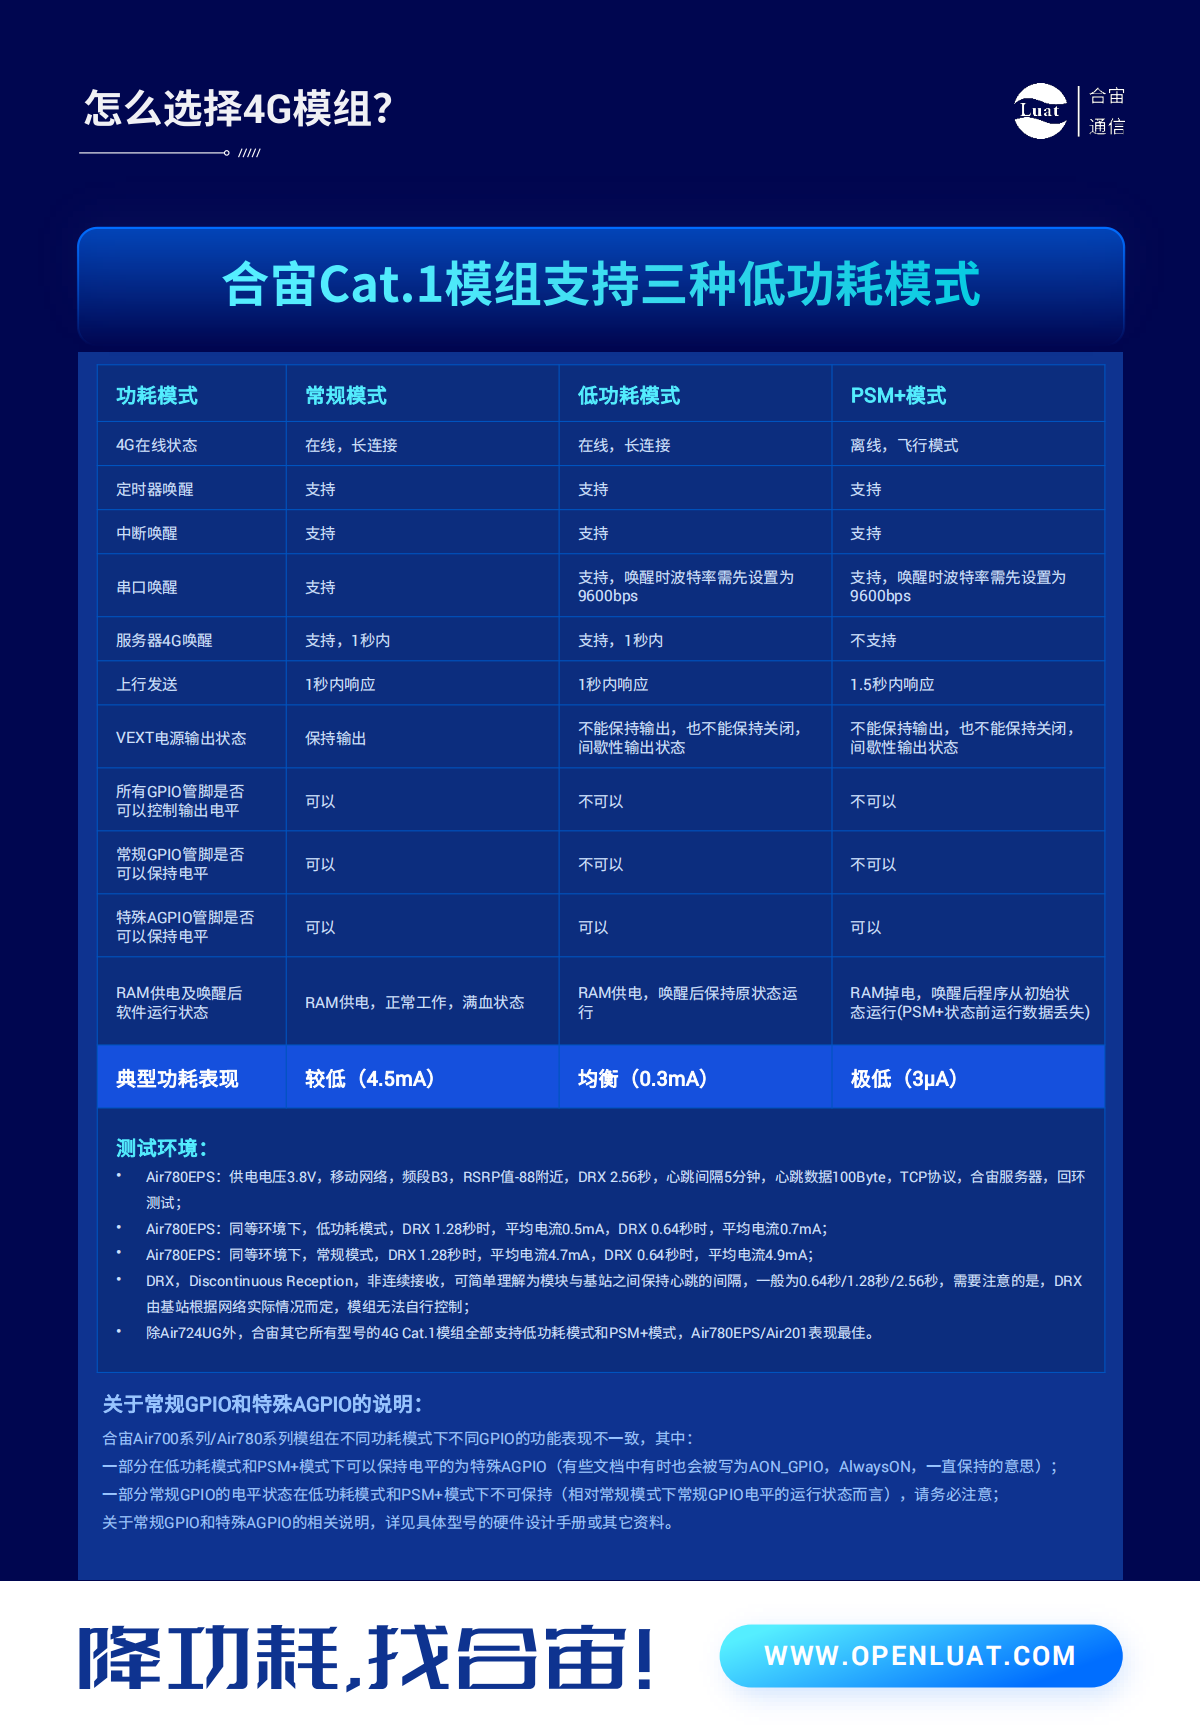 怎么选择4G模组?
Luat
合宙
通信
合宙Cat.1模组支持三种低功耗模式
功耗模式 常规模式 低功耗模式 PSM+模式
4G在线状态 在线，长连接 在线，长连接 离线，飞行模式
定时器唤醒 支持 支持 支持
中断唤醒 支持 支持 支持
串口唤醒 支持 支持，唤醒时波特率需先设置为 支持，唤醒时波特率需先设置为
9600bps 9600bps
服务器4G唤醒 支持，1秒内 支持，1秒内 不支持
上行发送 1秒内响应 1秒内响应 1.5秒内响应
VEXT电源输出状态 保持输出 不能保持输出，也不能保持关闭， 不能保持输出，也不能保持关闭，
间歇性输出状态 间歇性输出状态
所有GPIO管脚是否
可以控制输出电平 可以 不可以 不可以
常规GPIO管脚是否
可以保持电平 可以 不可以 不可以
特殊AGPIO管脚是否
可以保持电平 可以 可以 可以
RAM供电及唤醒后 RAM供电，正常工作，满血状态 RAM供电，唤醒后保持原状态运 RAM掉电，唤醒后程序从初始状
软件运行状态 行 态运行(PSM+状态前运行数据丢失)
典型功耗表现 较低（4.5mA） 均衡（0.3mA） 极低（3μA）
测试环境：
• Air780EPS：供电电压3.8V，移动网络，频段B3，RSRP值-88附近，DRX 2.56秒，心跳间隔5分钟，心跳数据100Byte，TCP协议，合宙服务器，回环
测试；
• Air780EPS：同等环境下，低功耗模式，DRX 1.28秒时，平均电流0.5mA，DRX 0.64秒时，平均电流0.7mA；
• Air780EPS：同等环境下，常规模式，DRX 1.28秒时，平均电流4.7mA，DRX 0.64秒时，平均电流4.9mA；
• DRX，Discontinuous Reception，非连续接收，可简单理解为模块与基站之间保持心跳的间隔，一般为0.64秒/1.28秒/2.56秒，需要注意的是，DRX
由基站根据网络实际情况而定，模组无法自行控制；
• 除Air724UG外，合宙其它所有型号的4G Cat.1模组全部支持低功耗模式和PSM+模式，Air780EPS/Air201表现最佳。
关于常规GPIO和特殊AGPIO的说明：
合宙Air700系列/Air780系列模组在不同功耗模式下不同GPIO的功能表现不一致，其中：
一部分在低功耗模式和PSM+模式下可以保持电平的为特殊AGPIO（有些文档中有时也会被写为AON_GPIO，AlwaysON，一直保持的意思）；
一部分常规GPIO的电平状态在低功耗模式和PSM+模式下不可保持（相对常规模式下常规GPIO电平的运行状态而言），请务必注意；
关于常规GPIO和特殊AGPIO的相关说明，详见具体型号的硬件设计手册或其它资料。
降功耗,找合宙!
WWW.OPENLUAT.COM